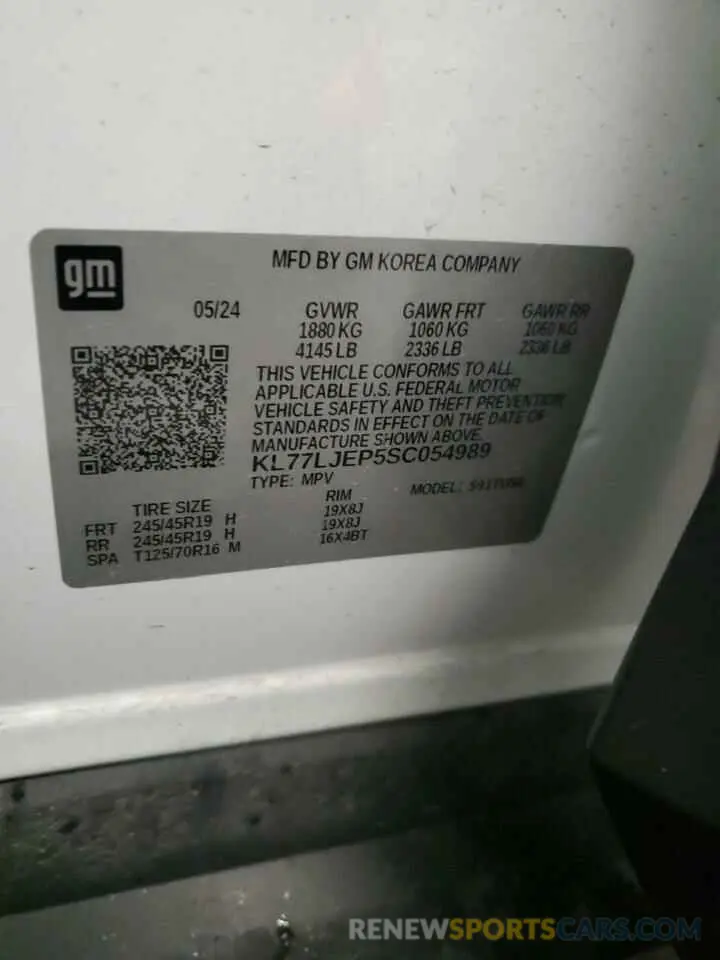 gm
MFD BY GM KOREA COMPANY
05/24 GVWR GAWR FRT GAWR RR
1880 KG 1060 KG 1060 KG
4145 LB 2336 LB 2336 LB
THIS VEHICLE CONFORMS TO ALL
APPLICABLE U.S. FEDERAL MOTOR
VEHICLE SAFETY AND THEFT PREVENTION
STANDARDS IN EFFECT ON THE DATE OF
MANUFACTURE SHOWN ABOVE.
KL77LJEP5SC054989
TYPE: MPV MODEL:
TIRE SIZE RIM
FRT 245/45R19 H 19X8J
RR 245/45R19 H 19X8J
SPA T125/70R16 M 16X4BT
RENEWSPORTSCARS.COM